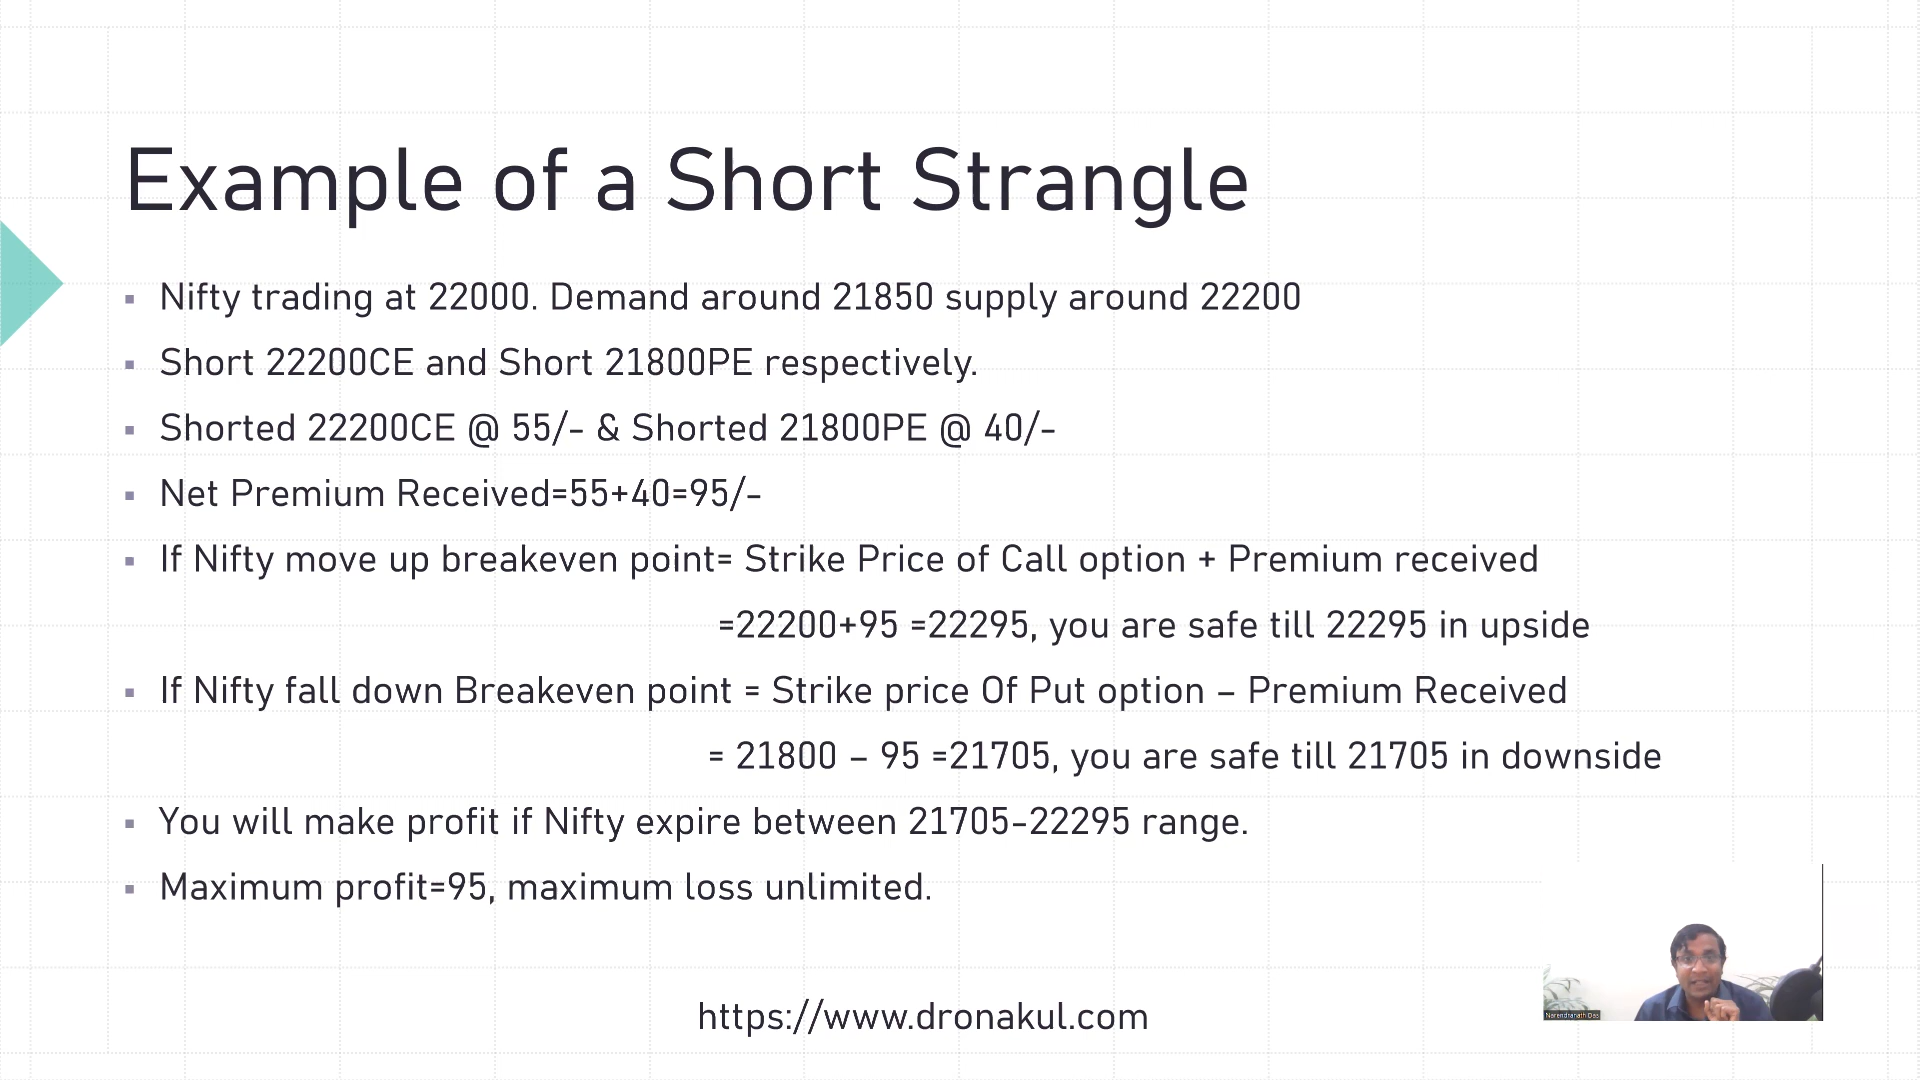 Example of a Short Strangle
Nifty trading at 22000. Demand around 21850 supply around 22200
Short 22200CE and Short 21800PE respectively.
Shorted 22200CE @ 55/- & Shorted 21800PE @ 40/-
Net Premium Received=55+40=95/-
If Nifty move up breakeven point= Strike Price of Call option + Premium received
=22200+95 =22295, you are safe till 22295 in upside
If Nifty fall down Breakeven point = Strike price Of Put option – Premium Received
= 21800 – 95 =21705, you are safe till 21705 in downside
You will make profit if Nifty expire between 21705-22295 range.
Maximum profit=95, maximum loss unlimited.
https://www.dronakul.com
Narendranath Das